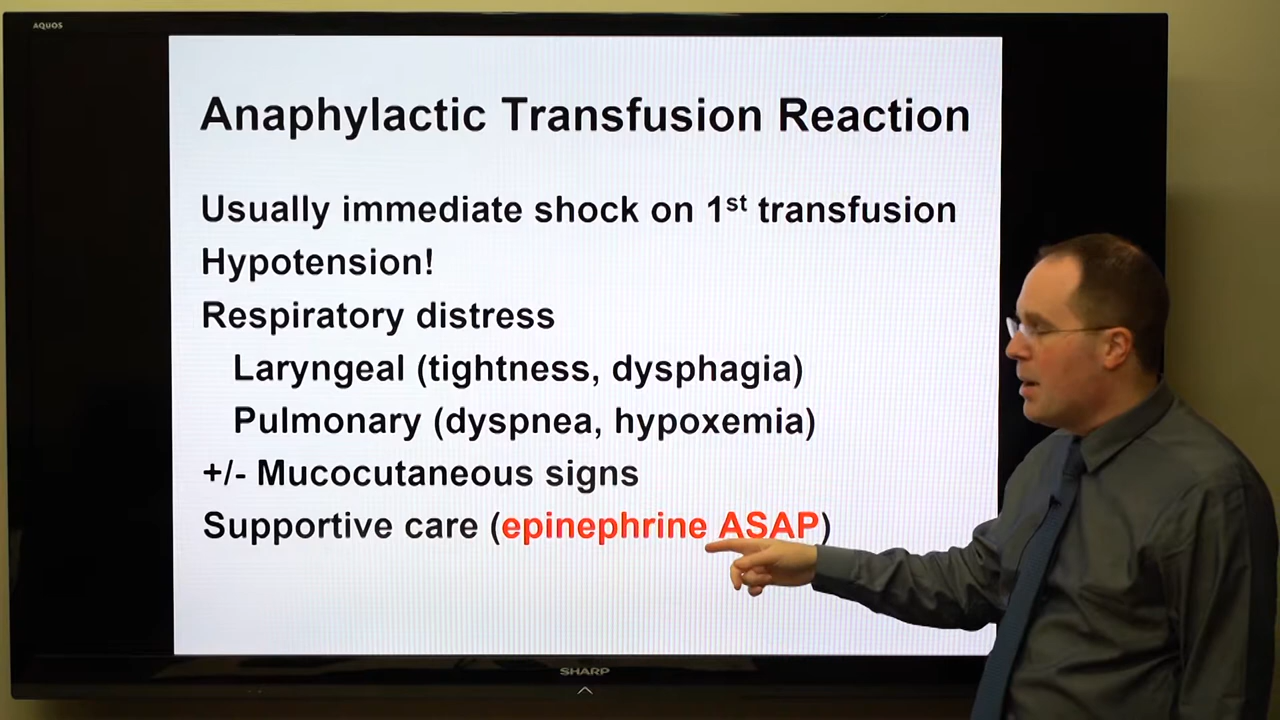 AQUOS
Anaphylactic Transfusion Reaction
Usually immediate shock on 1st transfusion
Hypotension!
Respiratory distress
Laryngeal (tightness, dysphagia)
Pulmonary (dyspnea, hypoxemia)
+/- Mucocutaneous signs
Supportive care (epinephrine ASAP)
SHARP